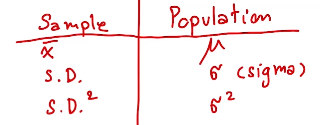 Sample Population
x̄ μ
S.D. σ (sigma)
S.D.² σ²